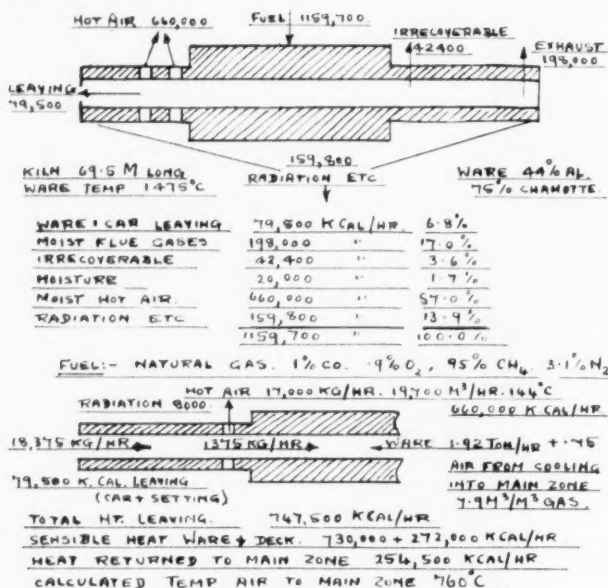 HOT AIR 660,000
FUEL 1159,700
IRRECOVERABLE
42400
EXHAUST
198,000
LEAVING
79,500
159,800
RADIATION ETC
KILN 69.5 M LONG
WARE TEMP 1475°C
WARE 44% AL.
75% CHAMOTTE.
WARE & CAR LEAVING 79,500 K CAL/HR. 6.8%
MOIST FLUE GASES 198,000 " 17.0%
IRRECOVERABLE 42,400 " 3.6%
MOISTURE 20,000 " 1.7%
MOIST HOT AIR. 660,000 " 57.0%
RADIATION ETC 159,800 " 13.9%
1159,700 100.0%
FUEL:- NATURAL GAS. 1% CO. .9% O₂. 95% CH₄. 3.1% N₂
HOT AIR 17,000 KG/HR. 19,700 M³/HR. 144°C
660,000 K CAL/HR
RADIATION 8000
18,375 KG/HR
1375 KG/HR
WARE 1.92 TON/HR + .75
79,500 K. CAL. LEAVING
(CAR + SETTING)
AIR FROM COOLING
INTO MAIN ZONE
7.9 M³/M³ GAS.
TOTAL HT. LEAVING. 747,500 KCAL/HR
SENSIBLE HEAT WARE & DECK. 730,000 + 272,000 KCAL/HR
HEAT RETURNED TO MAIN ZONE 254,500 KCAL/HR
CALCULATED TEMP AIR TO MAIN ZONE 760°C